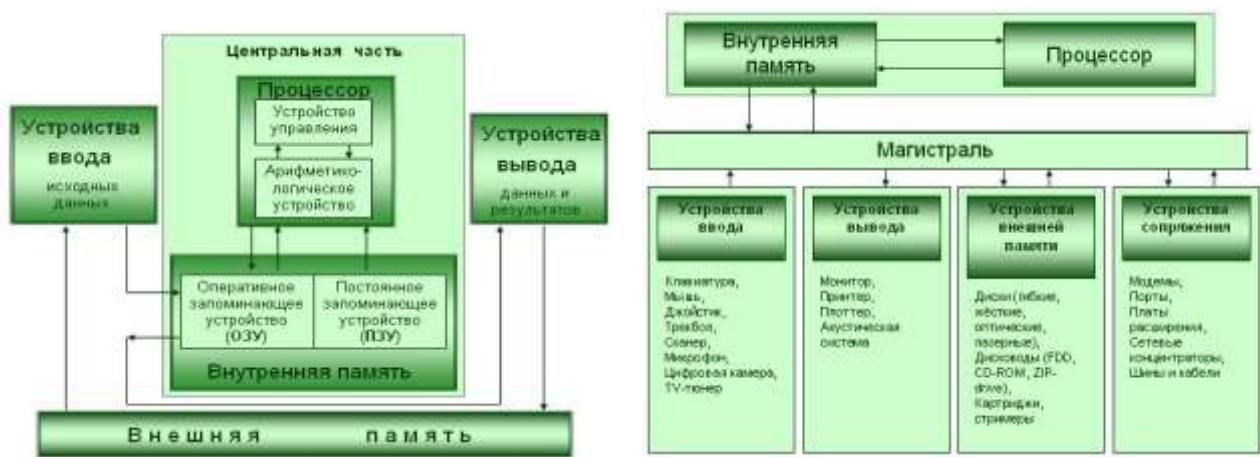 Центральная часть
Процессор
Устройство
управления
Арифметико-
логическое
устройство
Устройства
ввода
исходных
данных
Устройства
вывода
данных и
результатов
Оперативное
запоминающее
устройство
(ОЗУ)
Постоянное
запоминающее
устройство
(ПЗУ)
Внутренняя память
Внешняя память
Внутренняя
память
Процессор
Магистраль
Устройства
ввода
Клавиатура,
Мышь,
Джойстик,
Трекбол,
Сканер,
Микрофон,
Цифровая камера,
TV-тюнер
Устройства
вывода
Монитор,
Принтер,
Плоттер,
Акустическая
система
Устройства
внешней
памяти
Диски (гибкие,
жёсткие,
оптические,
лазерные),
Дисководы (FDD,
CD-ROM, ZIP-
drive),
Картриджи,
стримеры
Устройства
сопряжения
Модемы,
Порты,
Платы
расширения,
Сетевые
концентраторы,
Шины и кабели